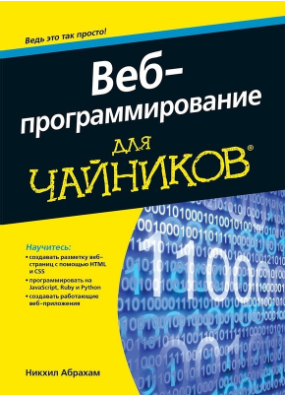 Ведь это так просто!
Веб-
программирование
для
ЧАЙНИКОВ®
Научитесь:
• создавать разметку веб-
страниц с помощью HTML
и CSS
• программировать на
JavaScript, Ruby и Python
• создавать работающие
веб-приложения
Никхил Абрахам